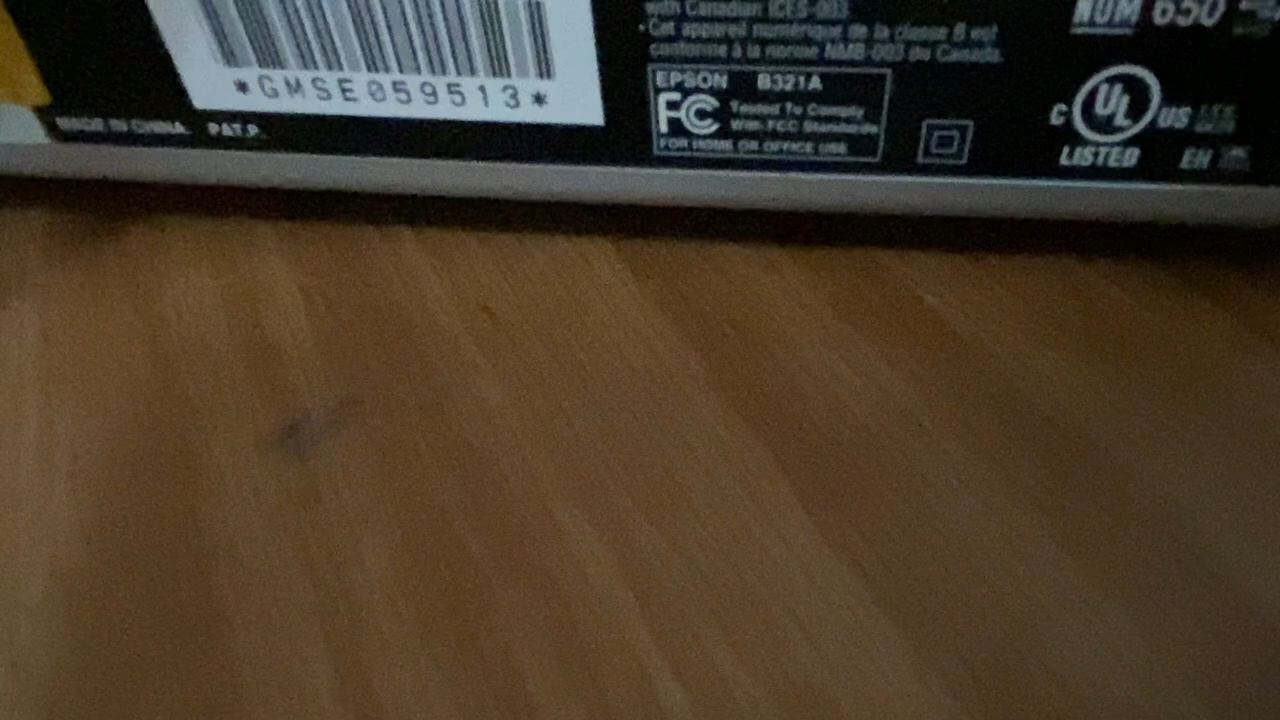 with Canadian ICES-003.
• Cet appareil numérique de la classe B est
conforme à la norme NMB-003 du Canada.
NOM 650
*GMSE059513*
EPSON B321A
FC Tested To Comply
With FCC Standards
FOR HOME OR OFFICE USE
C UL US
LISTED
MADE IN CHINA PAT.P.